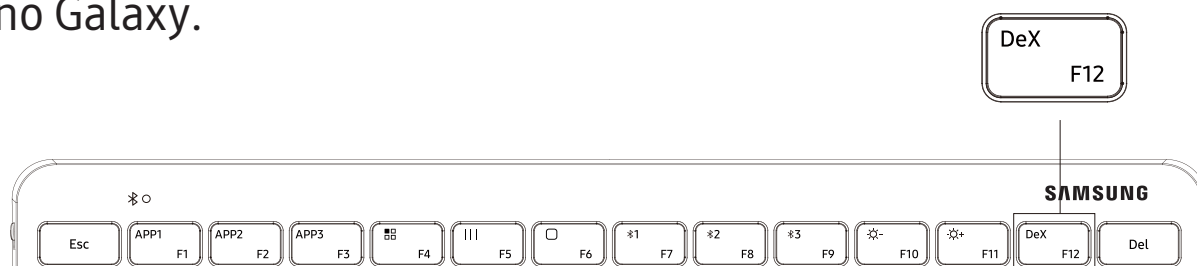 no Galaxy.
DeX
F12
SAMSUNG
Esc
APP1 F1
APP2 F2
APP3 F3
F4
F5
F6
1 F7
2 F8
3 F9
- F10
+ F11
DeX F12
Del